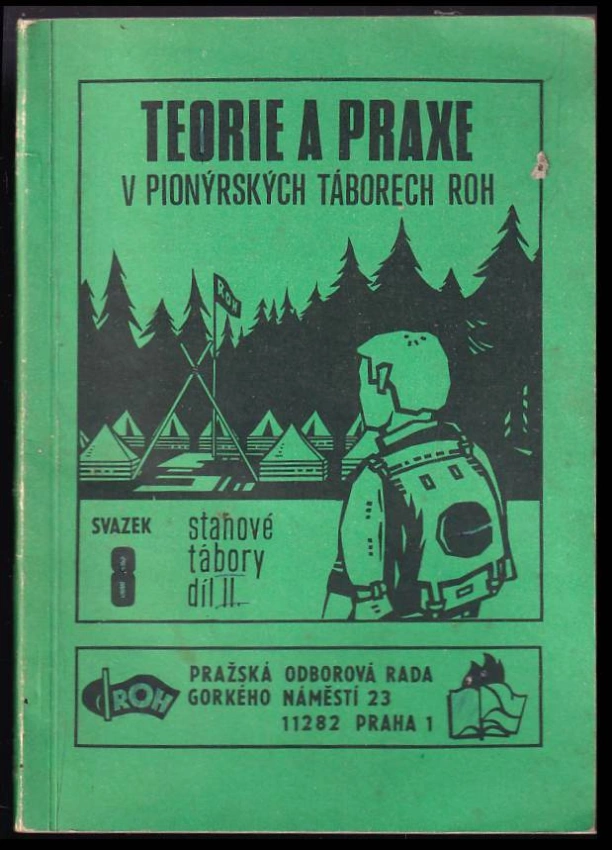 TEORIE A PRAXE
V PIONÝRSKÝCH TÁBORECH ROH
ROH
SVAZEK
8
stanové
tábory
díl II.
ROH
PRAŽSKÁ ODBOROVÁ RADA
GORKÉHO NÁMĚSTÍ 23
11282 PRAHA 1